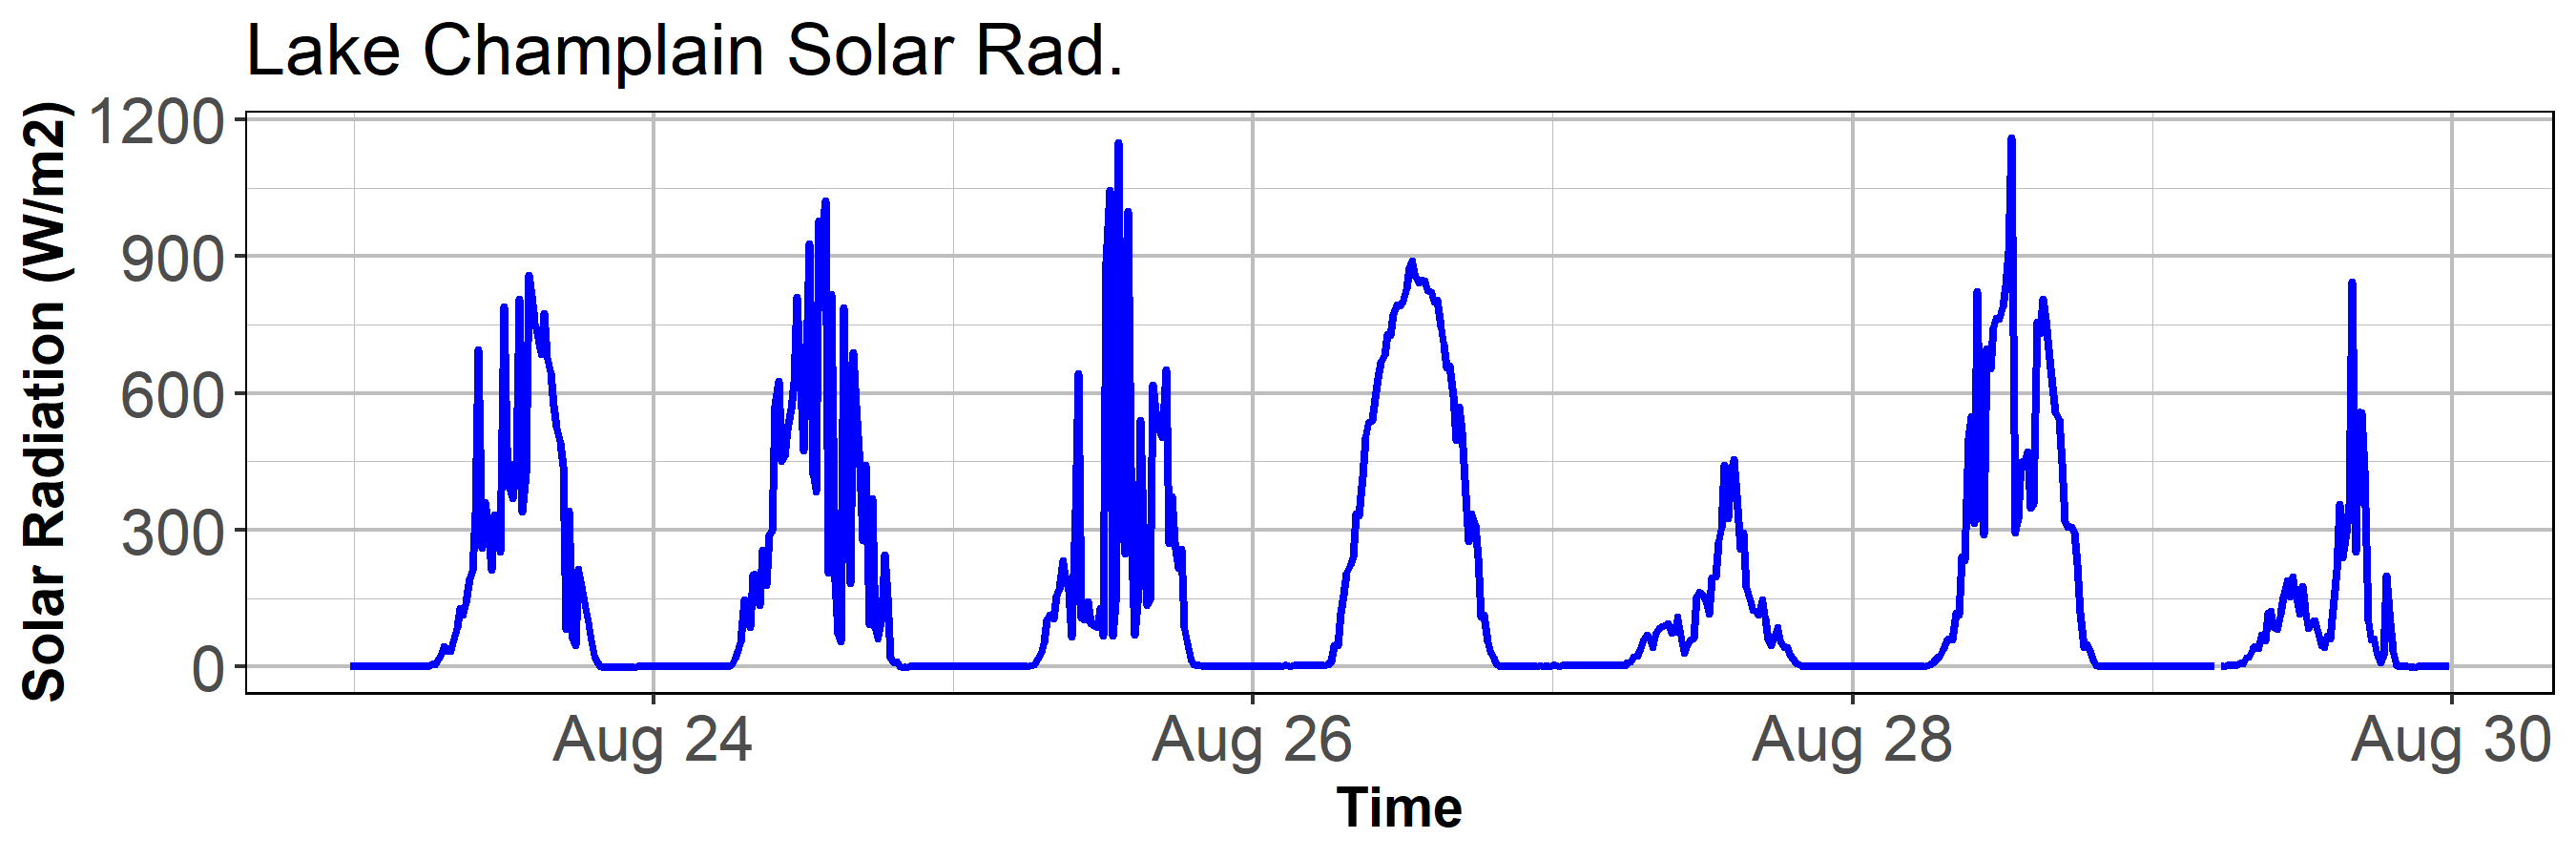 Lake Champlain Solar Rad.
Solar Radiation (W/m2)
1200
900
600
300
0
Aug 24
Aug 26
Aug 28
Aug 30
Time